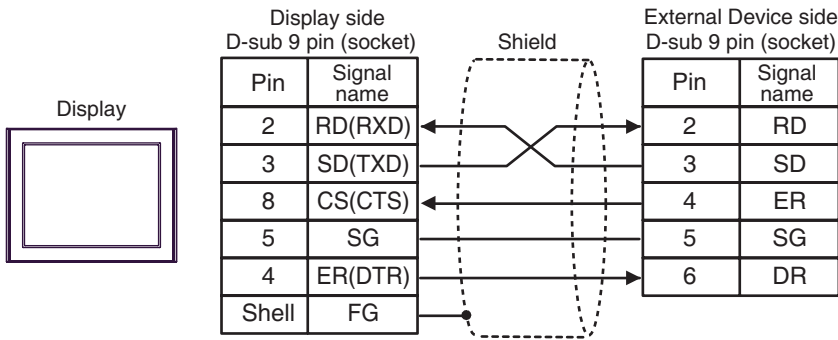 Display side
D-sub 9 pin (socket)
Shield
External Device side
D-sub 9 pin (socket)
Display
Pin
Signal
name
Pin
Signal
name
2
RD(RXD)
2
RD
3
SD(TXD)
3
SD
8
CS(CTS)
4
ER
5
SG
5
SG
4
ER(DTR)
6
DR
Shell
FG